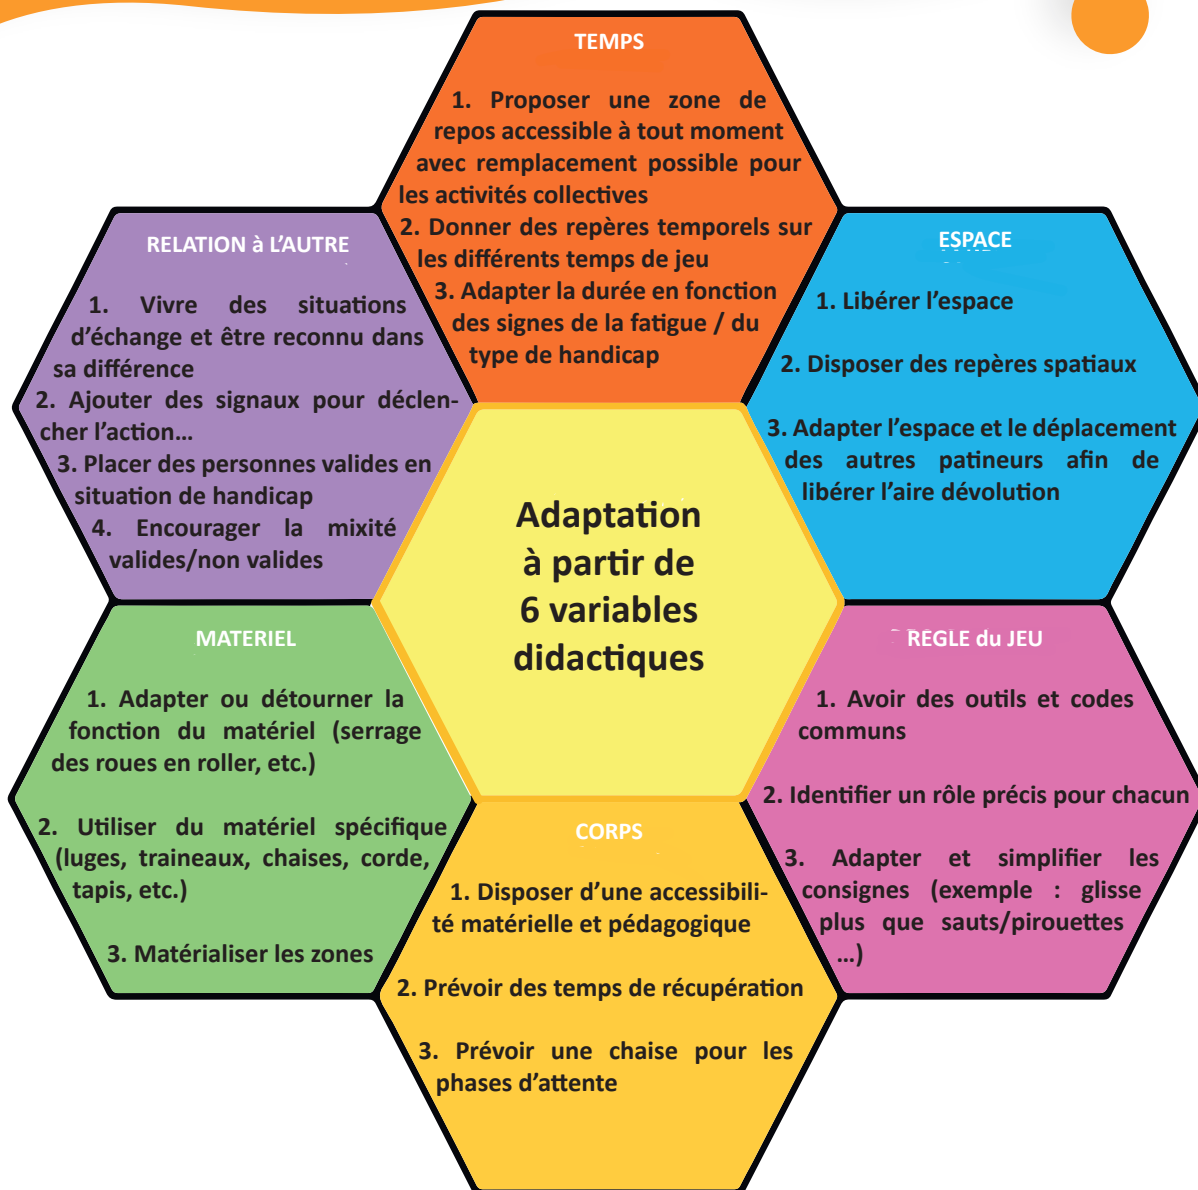 TEMPS
1. Proposer une zone de
repos accessible à tout moment
avec remplacement possible pour
les activités collectives
2. Donner des repères temporels sur
les différents temps de jeu
3. Adapter la durée en fonction
des signes de la fatigue / du
type de handicap
RELATION à L'AUTRE
1. Vivre des situations
d'échange et être reconnu dans
sa différence
2. Ajouter des signaux pour déclen-
cher l'action…
3. Placer des personnes valides en
situation de handicap
4. Encourager la mixité
valides/non valides
ESPACE
1. Libérer l'espace
2. Disposer des repères spatiaux
3. Adapter l'espace et le déplacement
des autres patineurs afin de
libérer l'aire dévolution
Adaptation
à partir de
6 variables
didactiques
MATERIEL
1. Adapter ou détourner la
fonction du matériel (serrage
des roues en roller, etc.)
2. Utiliser du matériel spécifique
(luges, traineaux, chaises, corde,
tapis, etc.)
3. Matérialiser les zones
REGLE du JEU
1. Avoir des outils et codes
communs
2. Identifier un rôle précis pour chacun
3. Adapter et simplifier les
consignes (exemple : glisse
plus que sauts/pirouettes
…)
CORPS
1. Disposer d'une accessibili-
té matérielle et pédagogique
2. Prévoir des temps de récupération
3. Prévoir une chaise pour les
phases d'attente